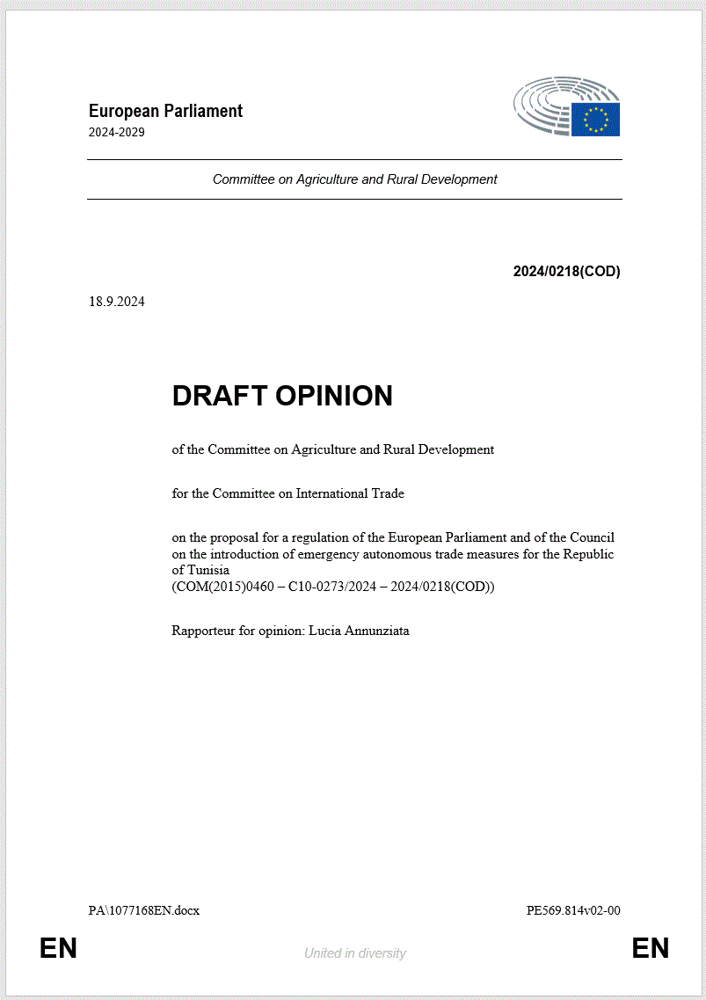 European Parliament
2024-2029
Committee on Agriculture and Rural Development
2024/0218(COD)
18.9.2024
DRAFT OPINION
of the Committee on Agriculture and Rural Development
for the Committee on International Trade
on the proposal for a regulation of the European Parliament and of the Council
on the introduction of emergency autonomous trade measures for the Republic
of Tunisia
(COM(2015)0460 – C10-0273/2024 – 2024/0218(COD))
Rapporteur for opinion: Lucia Annunziata
PA\1077168EN.docx
PE569.814v02-00
EN
United in diversity
EN